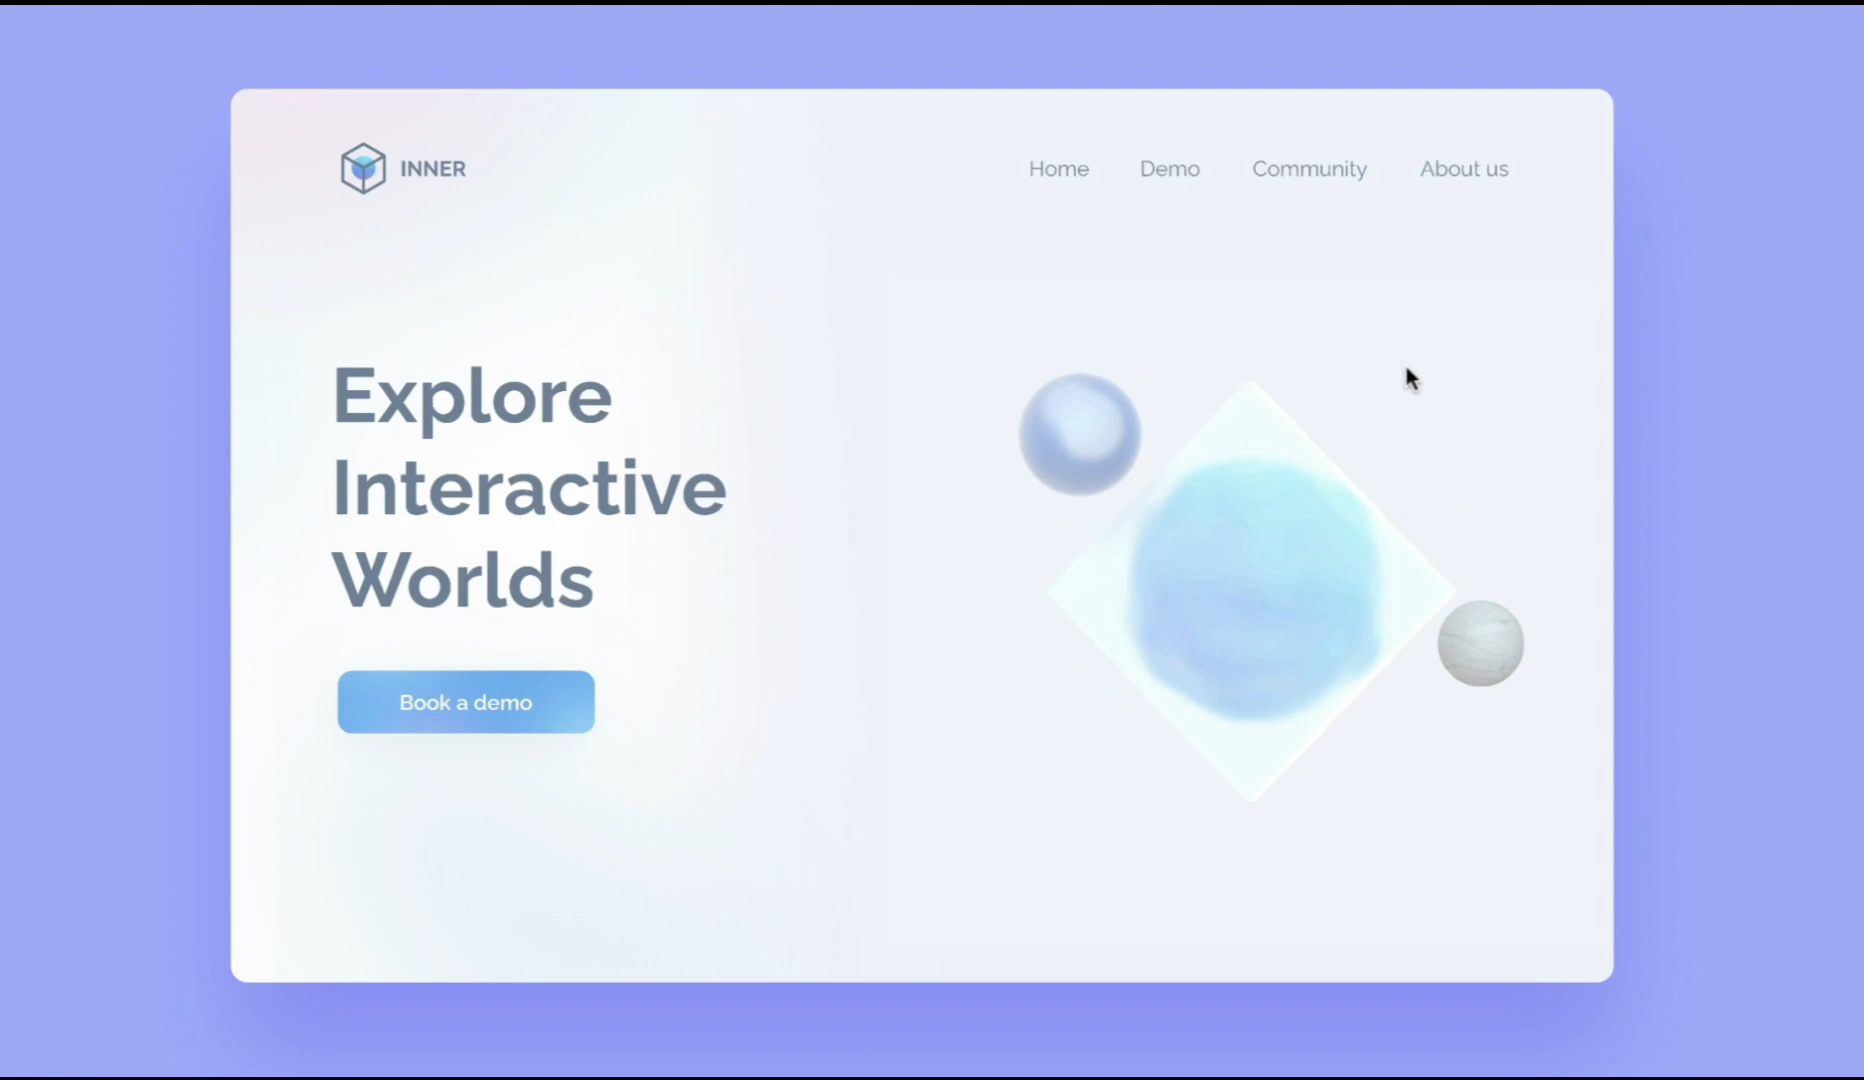 INNER
Home Demo Community About us
Explore
Interactive
Worlds
Book a demo